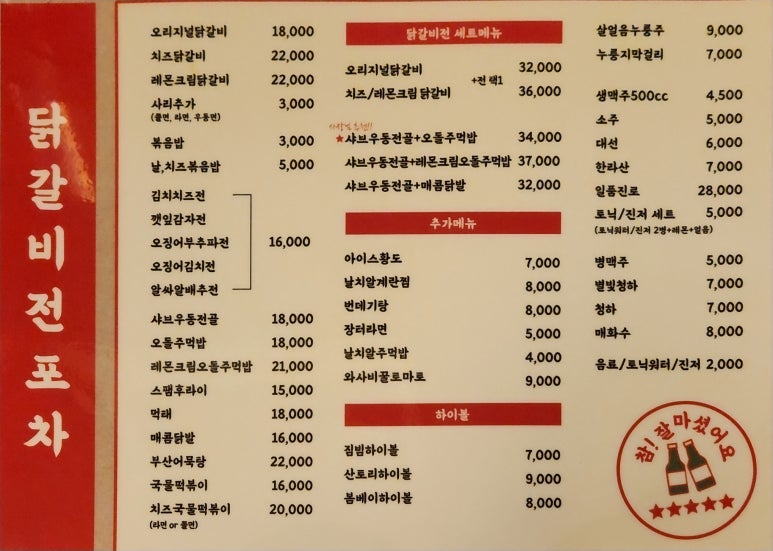 닭갈비전포차
오리지널닭갈비 18,000
치즈닭갈비 22,000
레몬크림닭갈비 22,000
사리추가 3,000
(쫄면, 라면, 우동면)
볶음밥 3,000
날,치즈볶음밥 5,000
김치치즈전
깻잎감자전
오징어부추파전 16,000
오징어김치전
알싸알배추전
샤브우동전골 18,000
오돌주먹밥 18,000
레몬크림오돌주먹밥 21,000
스팸후라이 15,000
먹태 18,000
매콤닭발 16,000
부산어묵탕 22,000
국물떡볶이 16,000
치즈국물떡볶이 20,000
(라면 or 쫄면)
닭갈비전 세트메뉴
오리지널닭갈비 32,000
+전 택1
치즈/레몬크림 닭갈비 36,000
★샤브우동전골+오돌주먹밥 34,000
샤브우동전골+레몬크림오돌주먹밥 37,000
샤브우동전골+매콤닭발 32,000
추가메뉴
아이스황도 7,000
날치알계란찜 8,000
번데기탕 8,000
장터라면 5,000
날치알주먹밥 4,000
와사비꿀토마토 9,000
하이볼
짐빔하이볼 7,000
산토리하이볼 9,000
봄베이하이볼 8,000
살얼음누룽주 9,000
누룽지막걸리 7,000
생맥주500cc 4,500
소주 5,000
대선 6,000
한라산 7,000
일품진로 28,000
토닉/진저 세트 5,000
(토닉워터/진저 2병+레몬+얼음)
병맥주 5,000
별빛청하 7,000
청하 7,000
매화수 8,000
음료/토닉워터/진저 2,000
참! 잘마셨어요
★★★★★